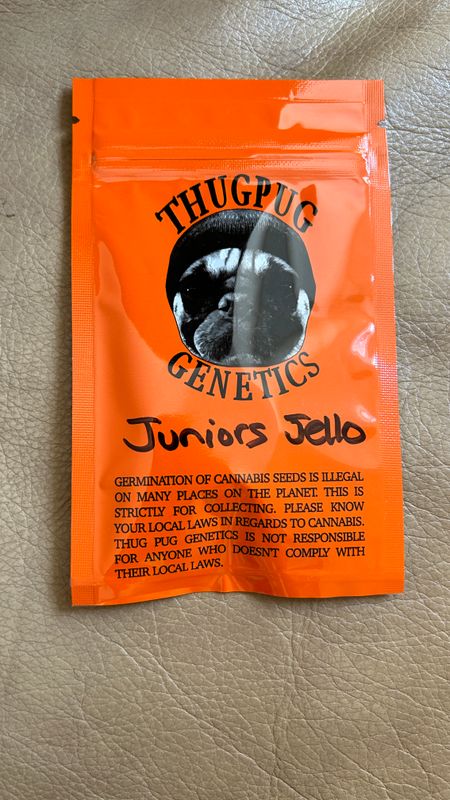 THUGPUG
GENETICS
Juniors Jello
GERMINATION OF CANNABIS SEEDS IS ILLEGAL
ON MANY PLACES ON THE PLANET. THIS IS
STRICTLY FOR COLLECTING. PLEASE KNOW
YOUR LOCAL LAWS IN REGARDS TO CANNABIS.
THUG PUG GENETICS IS NOT RESPONSIBLE
FOR ANYONE WHO DOESN'T COMPLY WITH
THEIR LOCAL LAWS.